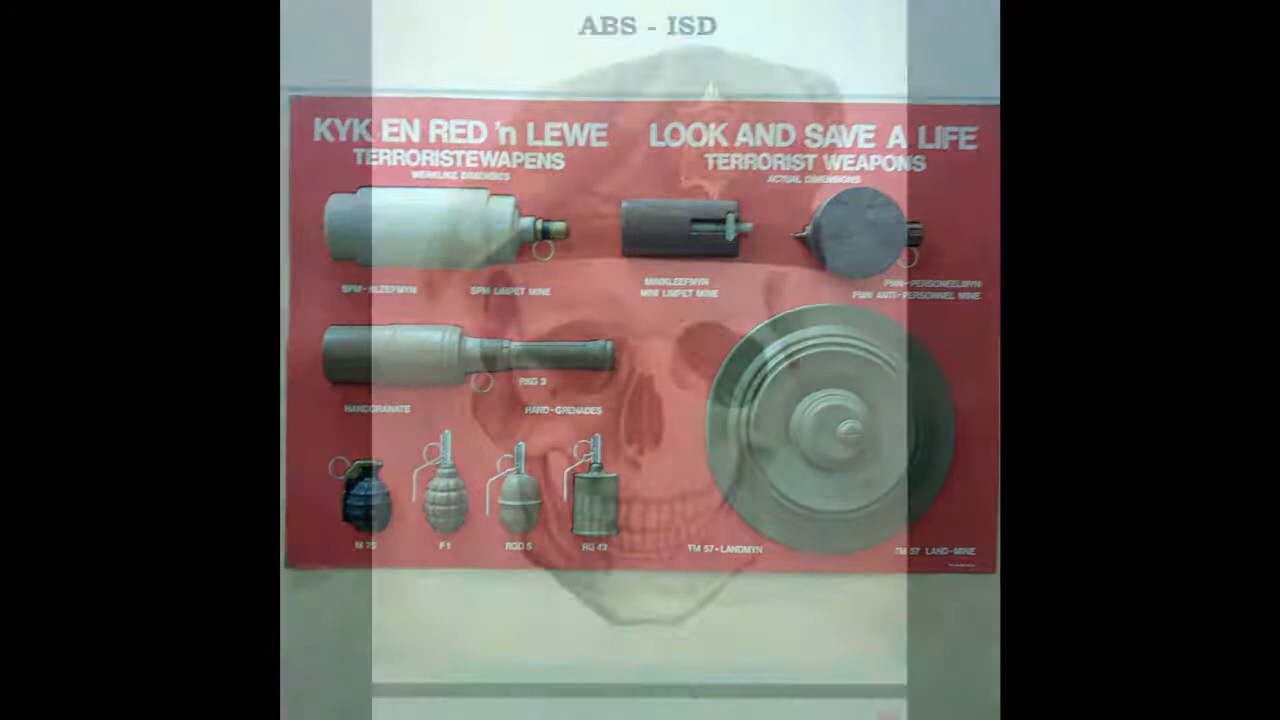 ABS - ISD
KYK EN RED 'n LEWE
TERRORISTEWAPENS
WERKLIKE DIMENSIES
LOOK AND SAVE A LIFE
TERRORIST WEAPONS
ACTUAL DIMENSIONS
SPM-KLEEFMYN
SPM LIMPET MINE
MINIKLEEFMYN
MINI LIMPET MINE
PMN-PERSONEELMYN
PMN ANTI-PERSONNEL MINE
RKG 3
HANDGRANATE
HAND-GRENADES
M 75
F1
RGD 5
RG 42
TM 57-LANDMYN
TM 57 LAND-MINE